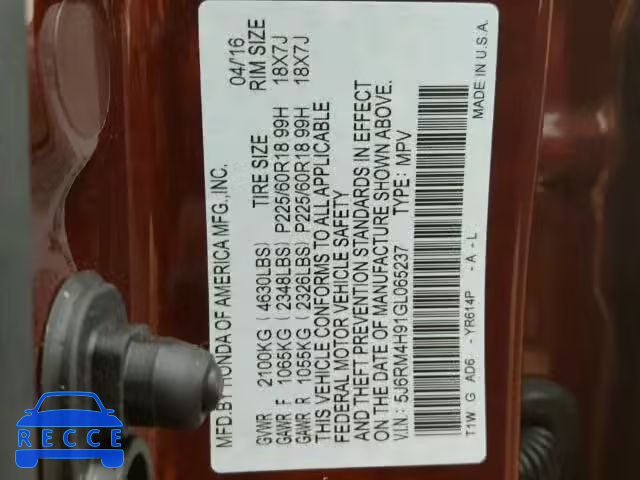 MFD.BY HONDA OF AMERICA MFG.,INC. 04/16
TIRE SIZE RIM SIZE
GVWR 2100KG (4630LBS)
GAWR F 1065KG (2348LBS) P225/60R18 99H 18X7J
GAWR R 1055KG (2326LBS) P225/60R18 99H 18X7J
THIS VEHICLE CONFORMS TO ALL APPLICABLE
FEDERAL MOTOR VEHICLE SAFETY
AND THEFT PREVENTION STANDARDS IN EFFECT
ON THE DATE OF MANUFACTURE SHOWN ABOVE.
V.I.N.: 5J6RM4H91GL065237 TYPE: MPV
T1W G AD6 -YR614P -A-L MADE IN U.S.A.
RECCE